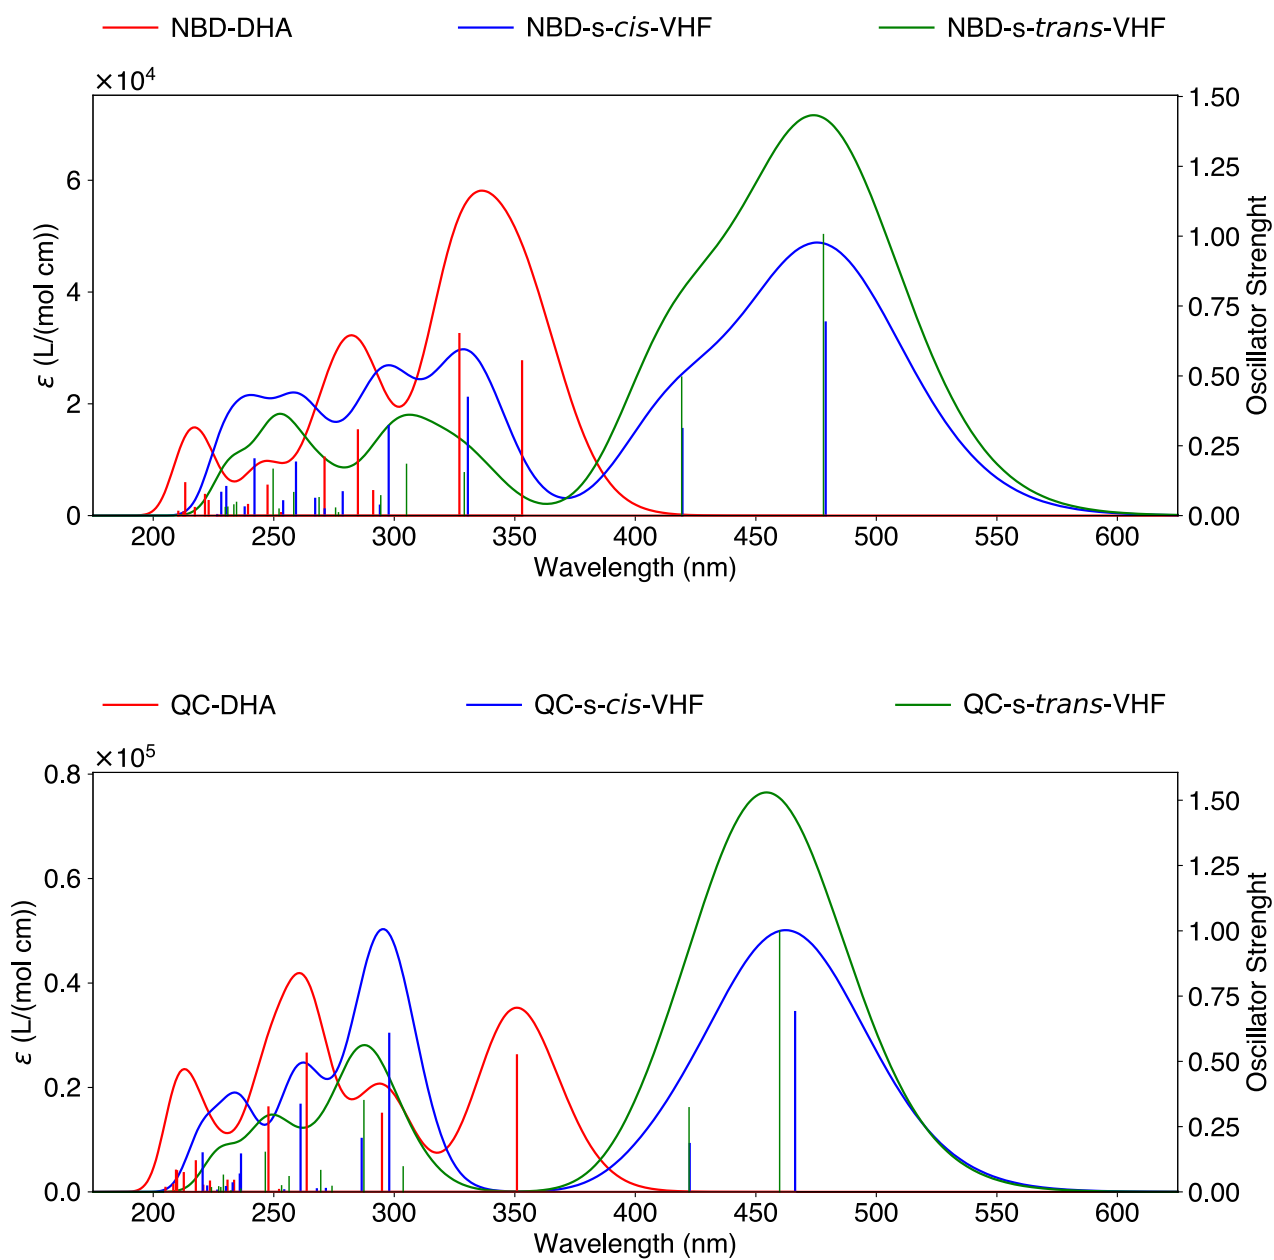 NBD-DHA NBD-s-cis-VHF NBD-s-trans-VHF
×10⁴
1.50
1.25
6
1.00
4
0.75
0.50
2
0.25
0 0.00
200 250 300 350 400 450 500 550 600
Wavelength (nm)
ε (L/(mol cm))
Oscillator Strenght
QC-DHA QC-s-cis-VHF QC-s-trans-VHF
×10⁵
0.8
1.50
1.25
0.6
1.00
0.4
0.75
0.50
0.2
0.25
0.0 0.00
200 250 300 350 400 450 500 550 600
Wavelength (nm)
ε (L/(mol cm))
Oscillator Strenght